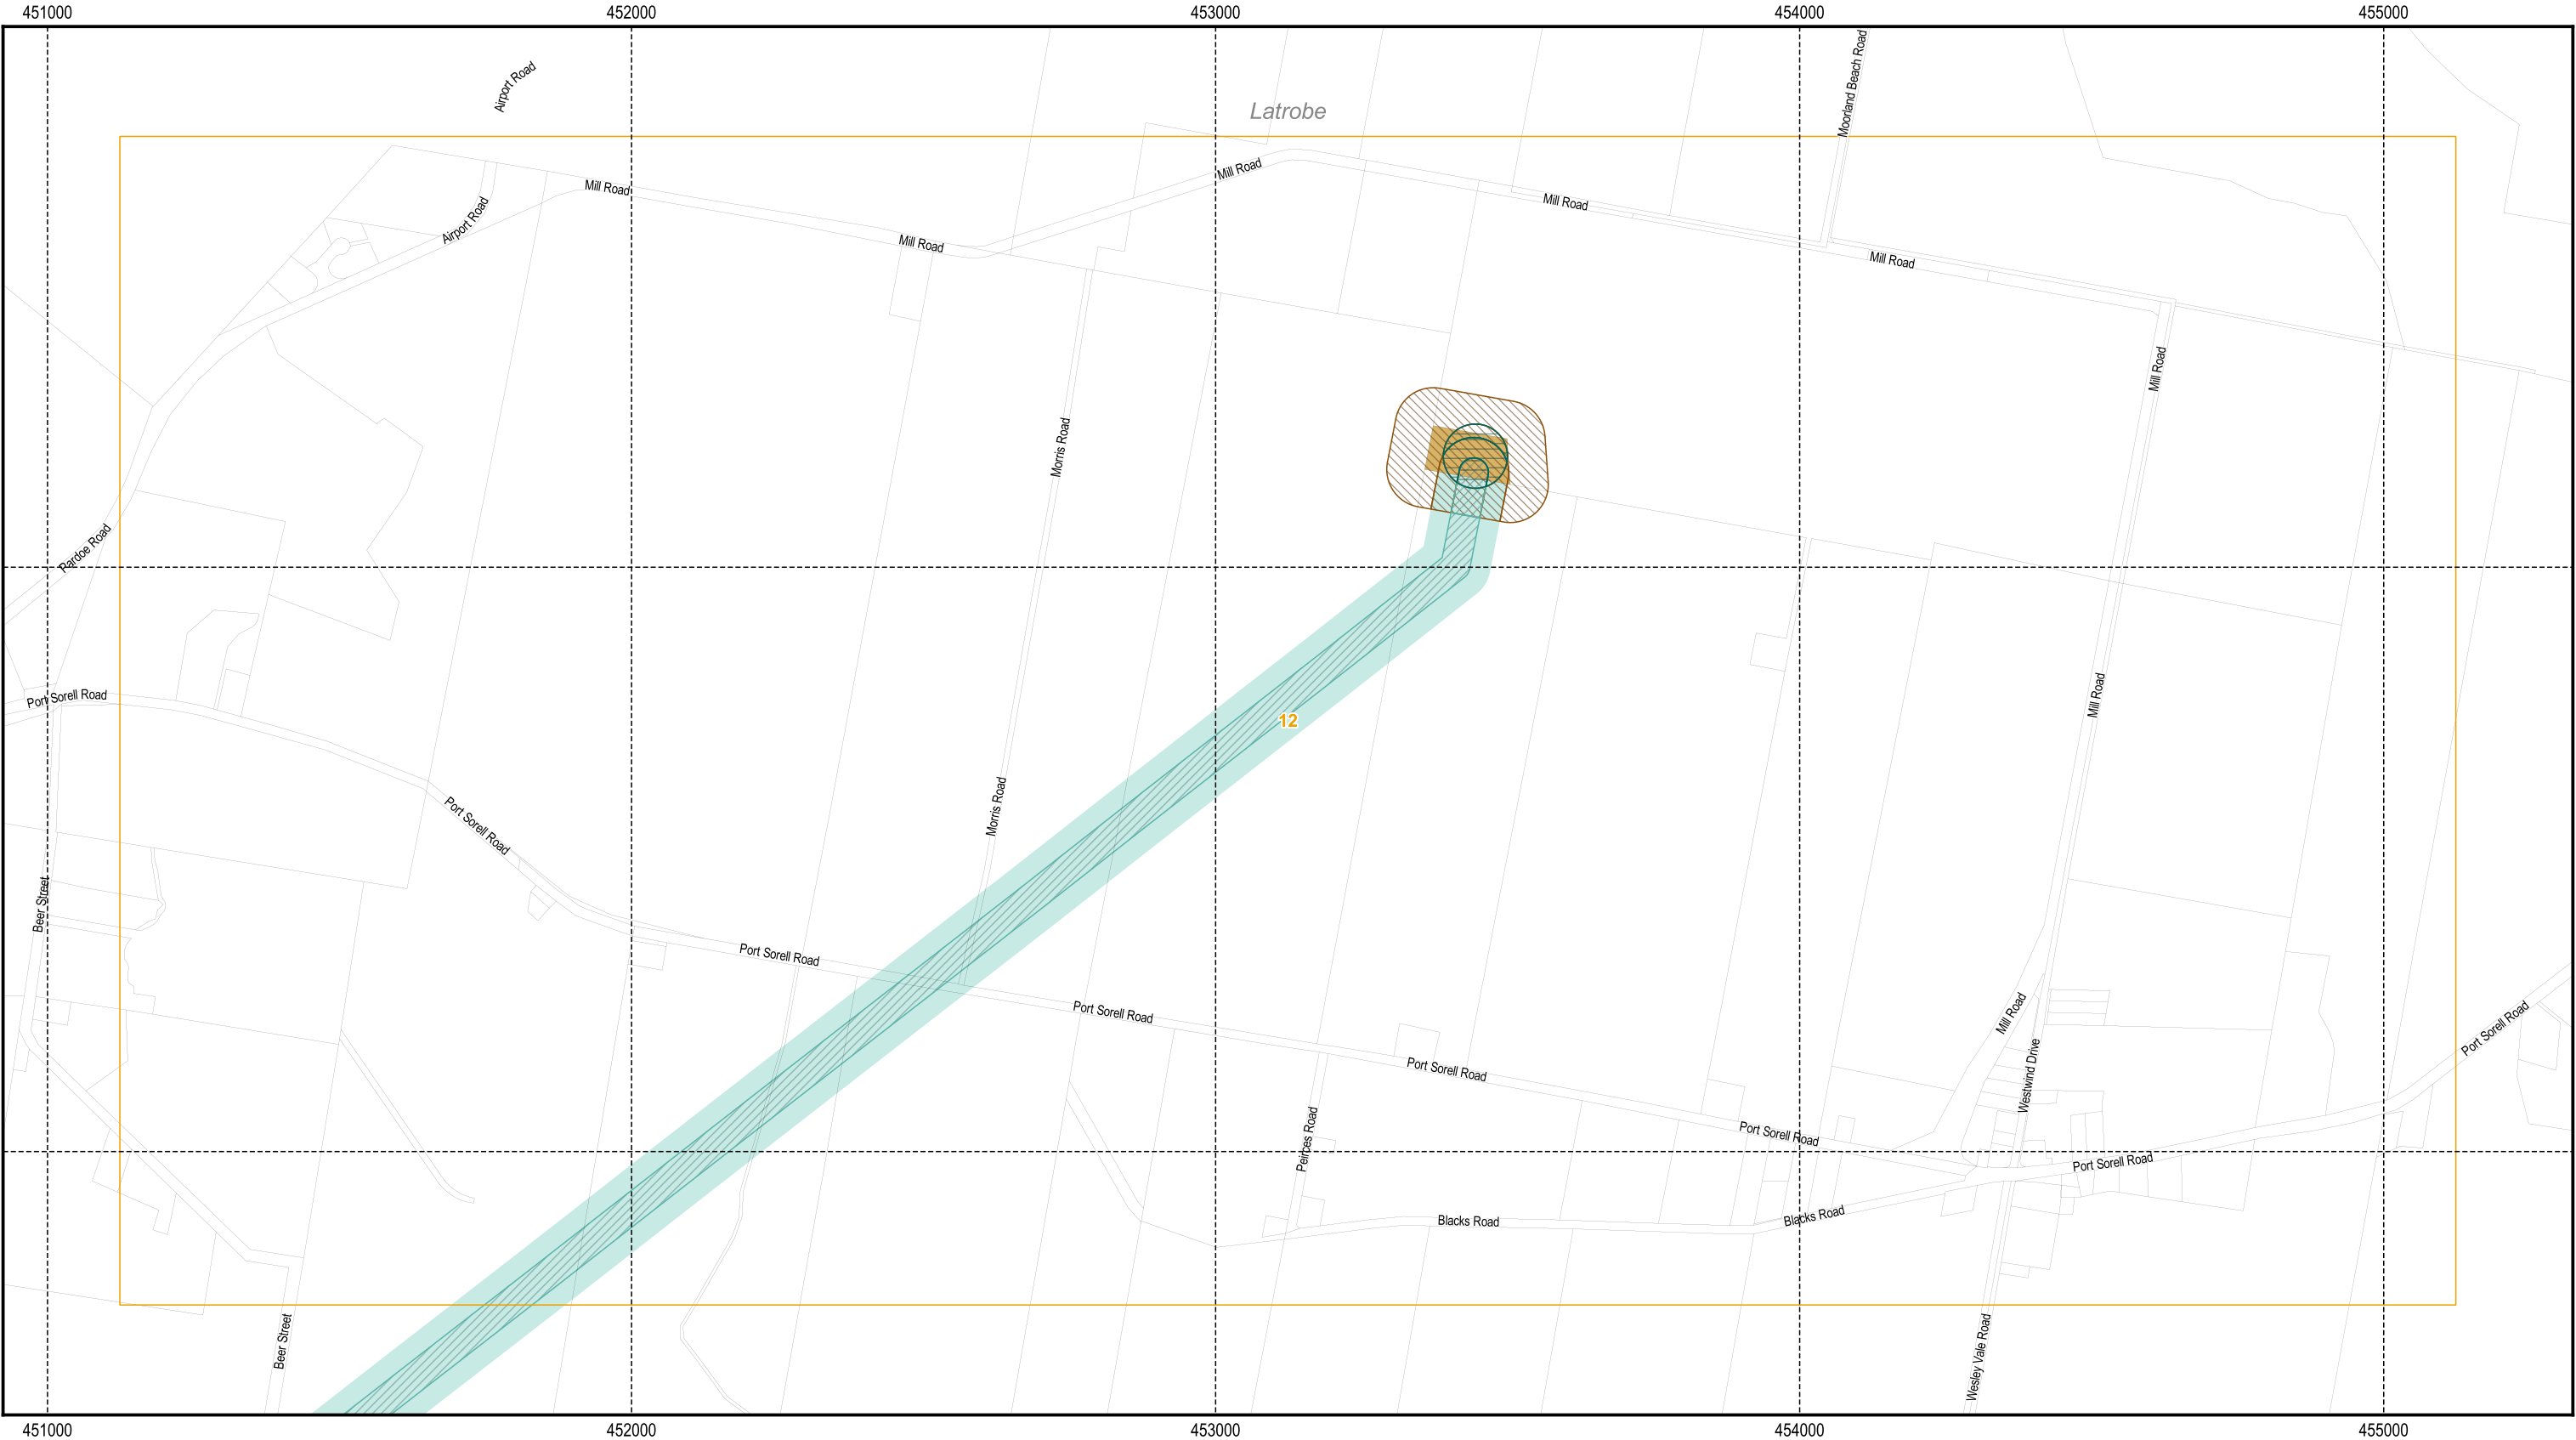 451000
452000
453000
454000
455000
Moorland Beach Road
Airport Road
Latrobe
Mill Road
Mill Road
Mill Road
Airport Road
Mill Road
Mill Road
Mill Road
Morris Road
Pardoe Road
Port Sorell Road
Mill Road
12
Morris Road
Port Sorell Road
Beer Street
Port Sorell Road
Port Sorell Road
Mill Road
Port Sorell Road
Port Sorell Road
Westwind Drive
Port Sorell Road
Peirces Road
Port Sorell Road
Blacks Road
Blacks Road
Beer Street
Wesley Vale Road
451000
452000
453000
454000
455000